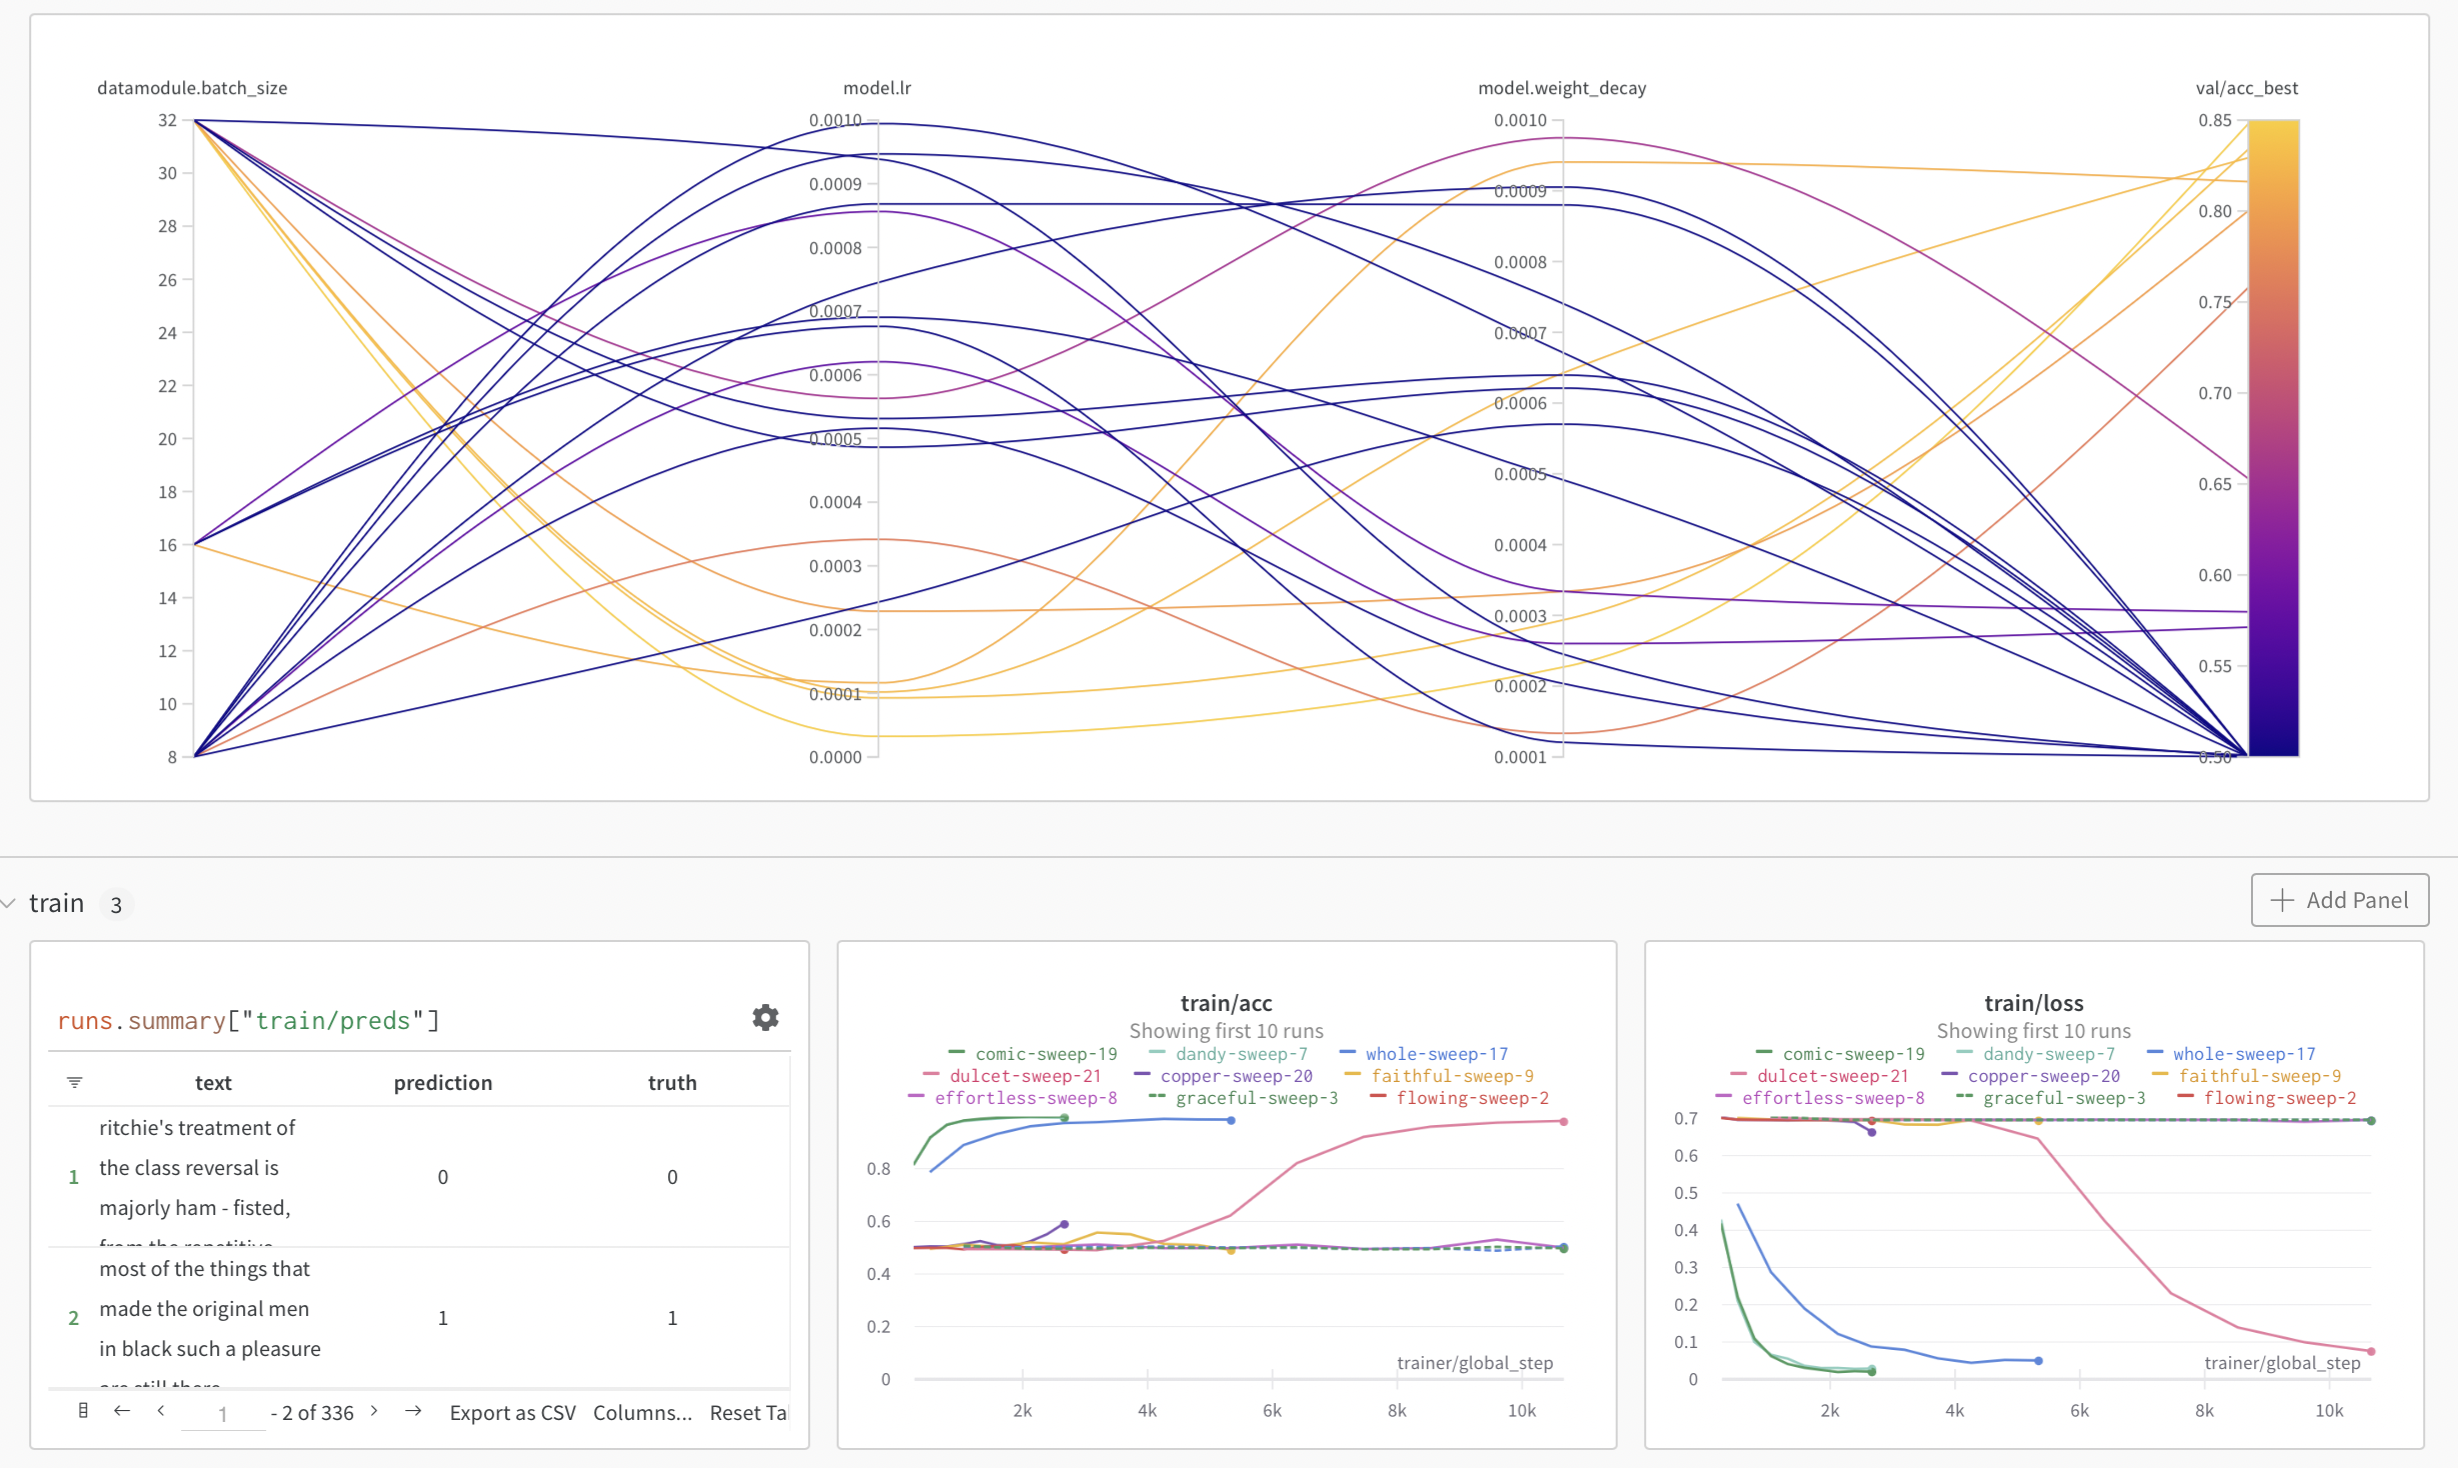 datamodule.batch_size model.lr model.weight_decay val/acc_best
32 0.0010 0.0010 0.85
30 0.0009 0.0009 0.80
28 0.0008 0.0008 0.75
26 0.0007 0.0007 0.70
24 0.0006 0.0006 0.65
22 0.0005 0.0005 0.60
20 0.0004 0.0004 0.55
18 0.0003 0.0003 0.50
16 0.0002 0.0002
14 0.0001 0.0001
12 0.0000
10
8
train 3
Add Panel
runs.summary["train/preds"]
text prediction truth
1 ritchie's treatment of the class reversal is majorly ham - fisted, from the repetitive 0 0
2 most of the things that made the original men in black such a pleasure are still there 1 1
1 - 2 of 336 Export as CSV Columns... Reset Ta
train/acc
Showing first 10 runs
comic-sweep-19 dandy-sweep-7 whole-sweep-17
dulcet-sweep-21 copper-sweep-20 faithful-sweep-9
effortless-sweep-8 graceful-sweep-3 flowing-sweep-2
0.8
0.6
0.4
0.2
trainer/global_step
0
2k 4k 6k 8k 10k
train/loss
Showing first 10 runs
comic-sweep-19 dandy-sweep-7 whole-sweep-17
dulcet-sweep-21 copper-sweep-20 faithful-sweep-9
effortless-sweep-8 graceful-sweep-3 flowing-sweep-2
0.7
0.6
0.5
0.4
0.3
0.2
0.1
trainer/global_step
0
2k 4k 6k 8k 10k